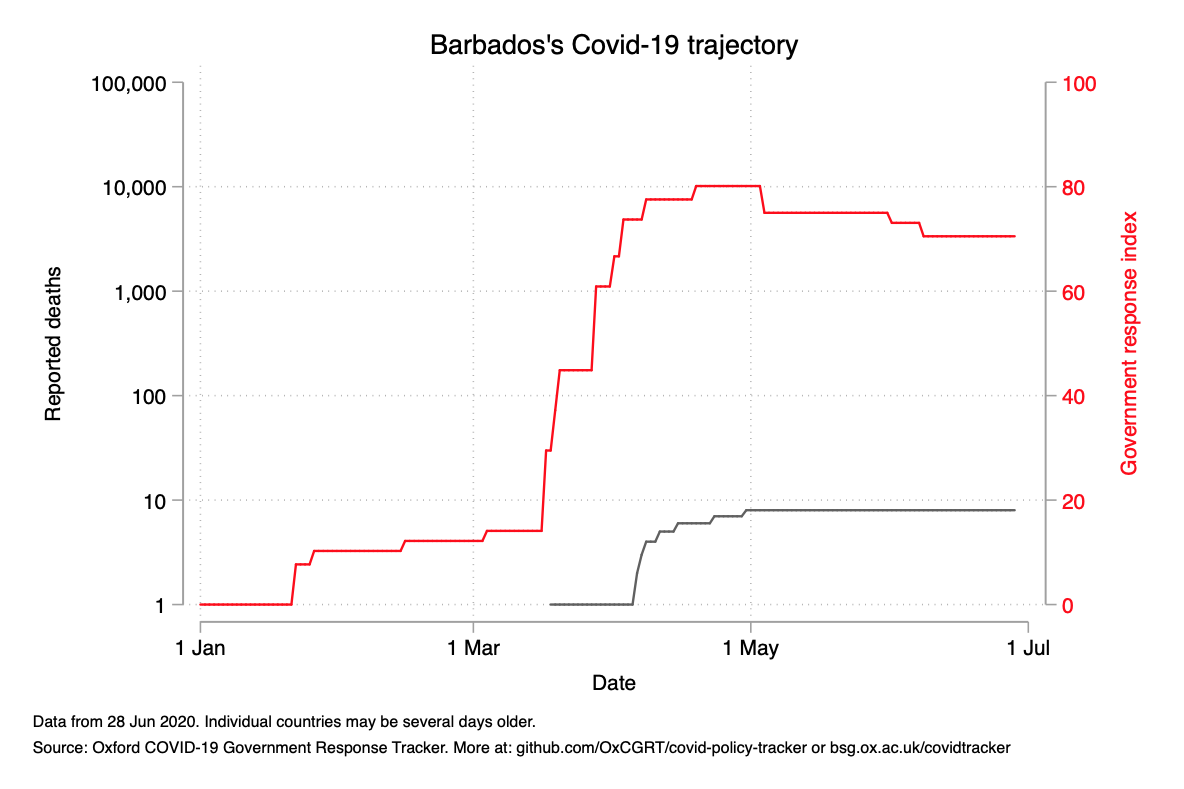 Barbados's Covid-19 trajectory
100,000
10,000
1,000
100
10
1
Reported deaths
100
80
60
40
20
0
Government response index
1 Jan
1 Mar
1 May
1 Jul
Date
Data from 28 Jun 2020. Individual countries may be several days older.
Source: Oxford COVID-19 Government Response Tracker. More at: github.com/OxCGRT/covid-policy-tracker or bsg.ox.ac.uk/covidtracker